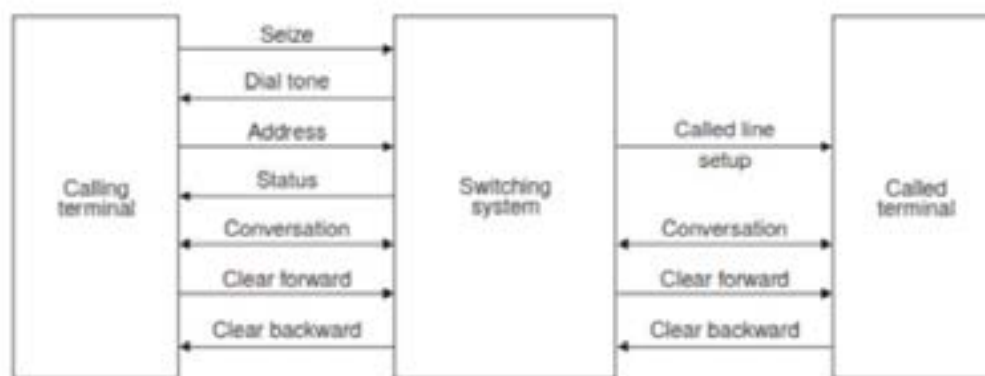 Seize
Dial tone
Address
Called line
setup
Status
Calling
terminal
Switching
system
Called
terminal
Conversation
Conversation
Clear forward
Clear forward
Clear backward
Clear backward